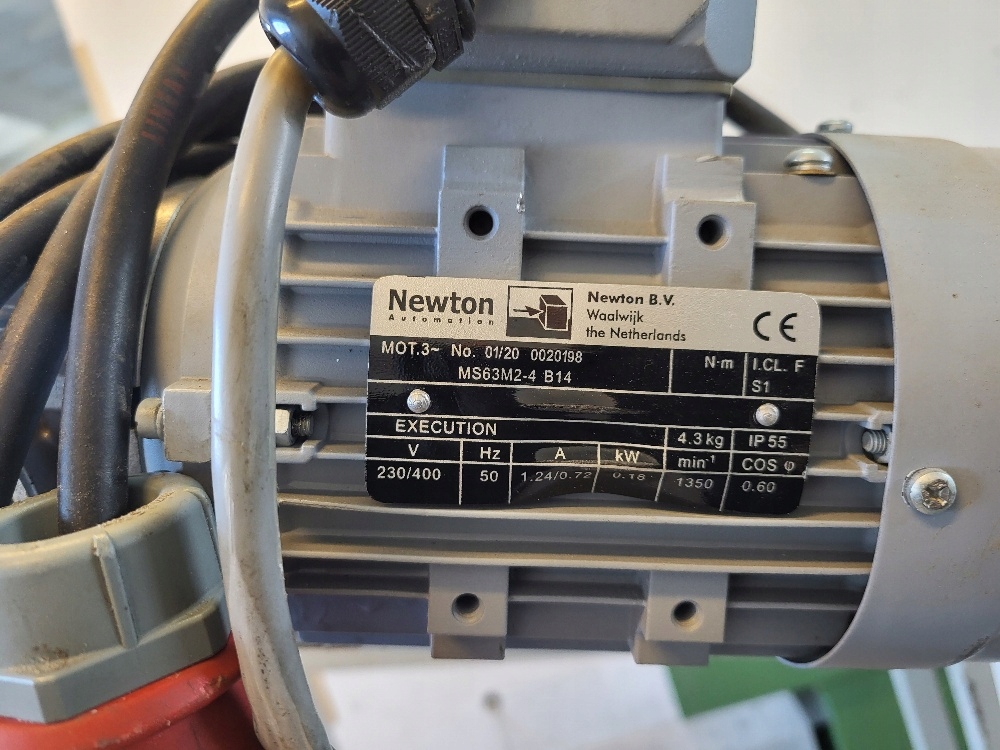 Newton
Automation
Newton B.V.
Waalwijk
the Netherlands
CE
MOT.3~ No. 01/20 0020198
MS63M2-4 B14
N·m
I.CL. F
S1
EXECUTION
4.3 kg
IP 55
V Hz A kW min⁻¹ COS φ
230/400 50 1.24/0.72 0.18 1350 0.60